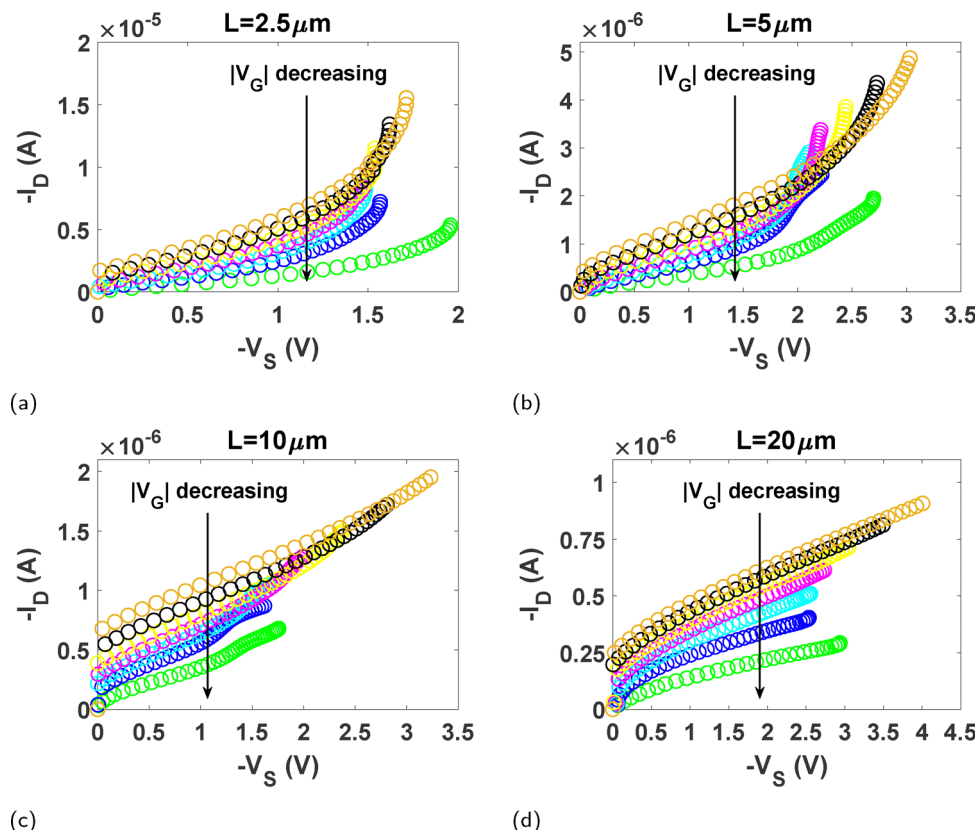 ×10⁻⁵
L=2.5μm
2
|V_G| decreasing
1.5
-I_D (A)
1
0.5
0
0 0.5 1 1.5 2
-V_S (V)
(a)
×10⁻⁶
L=5μm
5
|V_G| decreasing
4
-I_D (A)
3
2
1
0
0 0.5 1 1.5 2 2.5 3 3.5
-V_S (V)
(b)
×10⁻⁶
L=10μm
2
|V_G| decreasing
1.5
-I_D (A)
1
0.5
0
0 0.5 1 1.5 2 2.5 3 3.5
-V_S (V)
(c)
×10⁻⁶
L=20μm
1
|V_G| decreasing
0.75
-I_D (A)
0.5
0.25
0
0 0.5 1 1.5 2 2.5 3 3.5 4 4.5
-V_S (V)
(d)